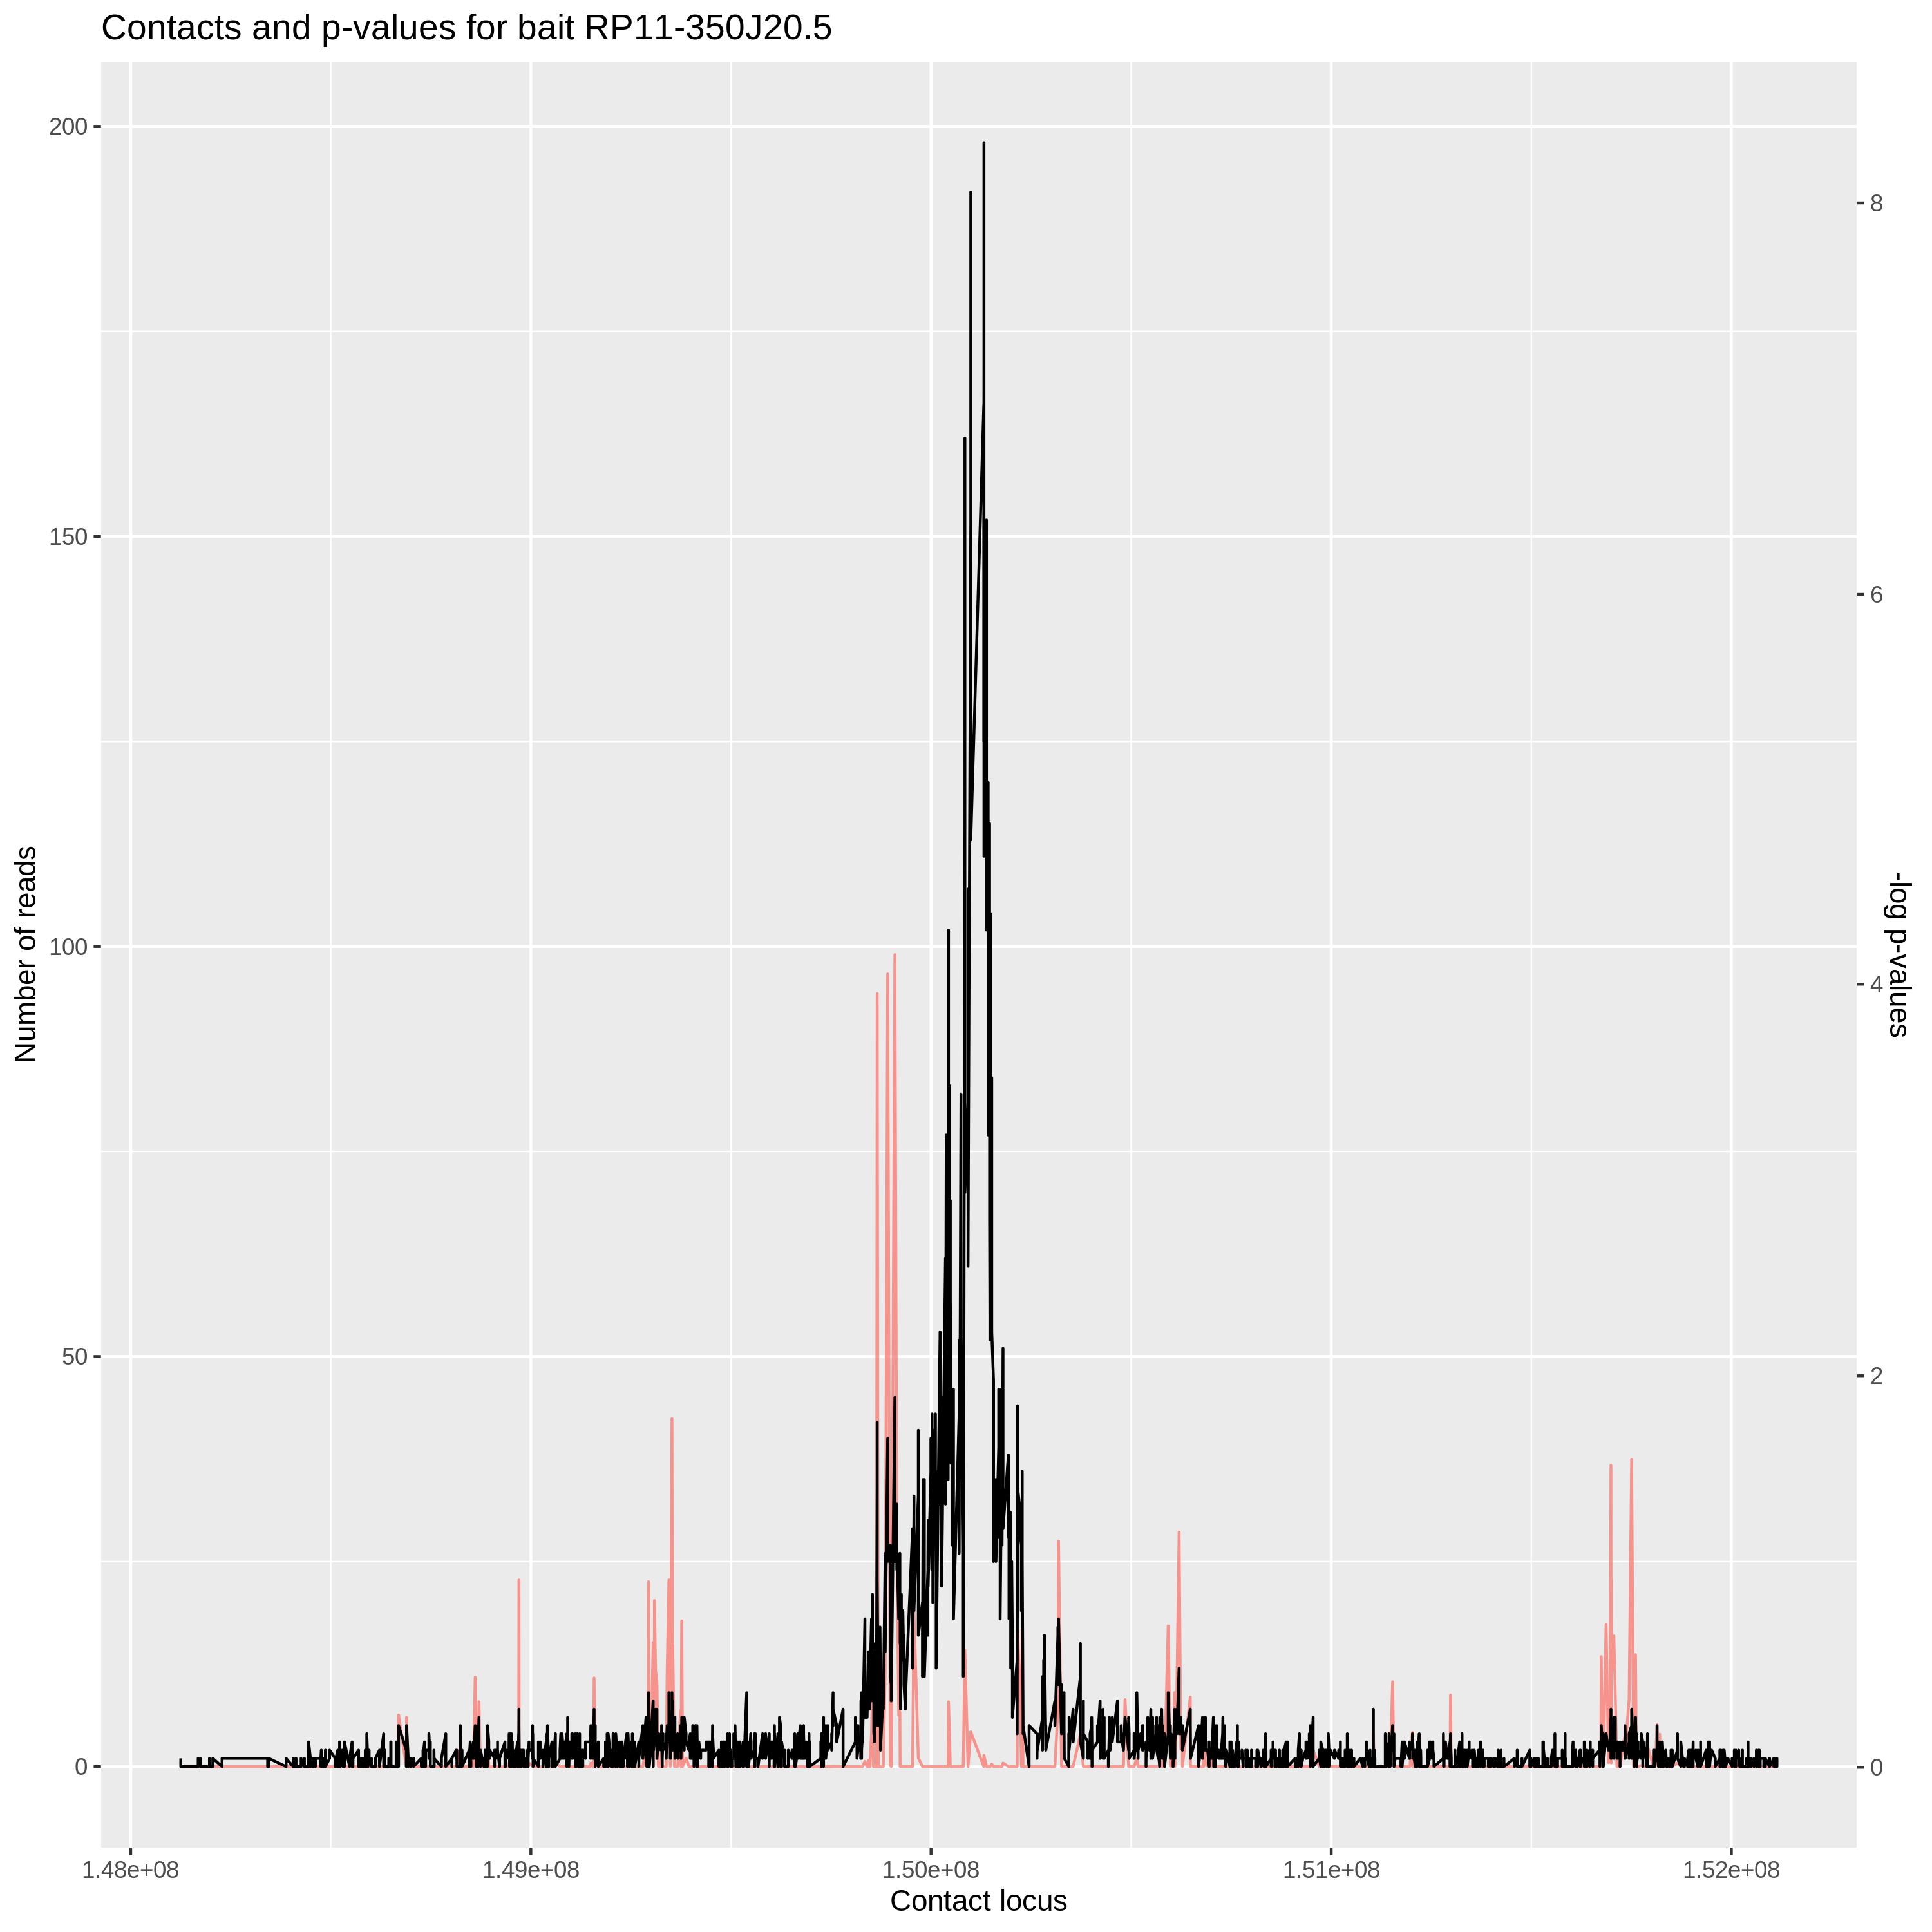 Contacts and p-values for bait RP11-350J20.5
200
150
100
50
0
Number of reads
8
6
4
2
0
-log p-values
1.48e+08
1.49e+08
1.50e+08
1.51e+08
1.52e+08
Contact locus